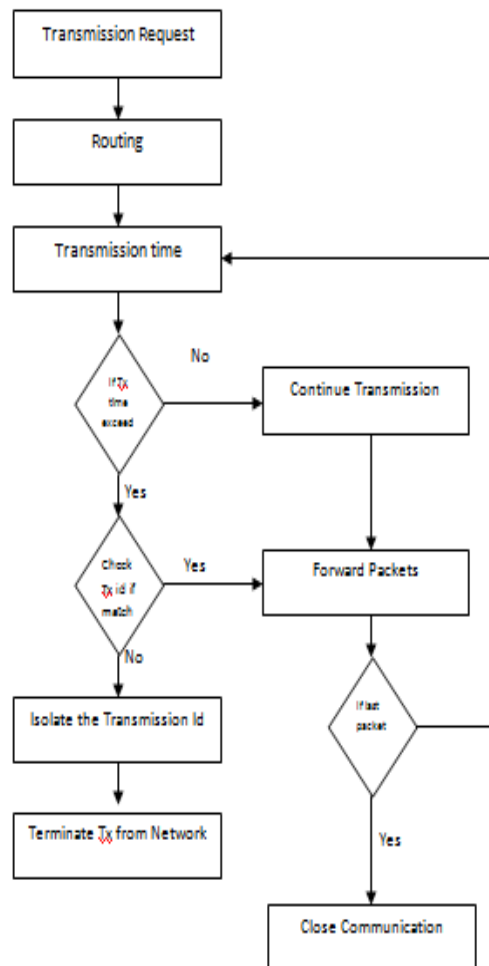 Transmission Request
Routing
Transmission time
If Tx
time
exceed
No
Continue Transmission
Yes
Check
Tx id if
match
Yes
Forward Packets
No
Isolate the Transmission Id
If last
packet
Terminate Tx from Network
Yes
Close Communication